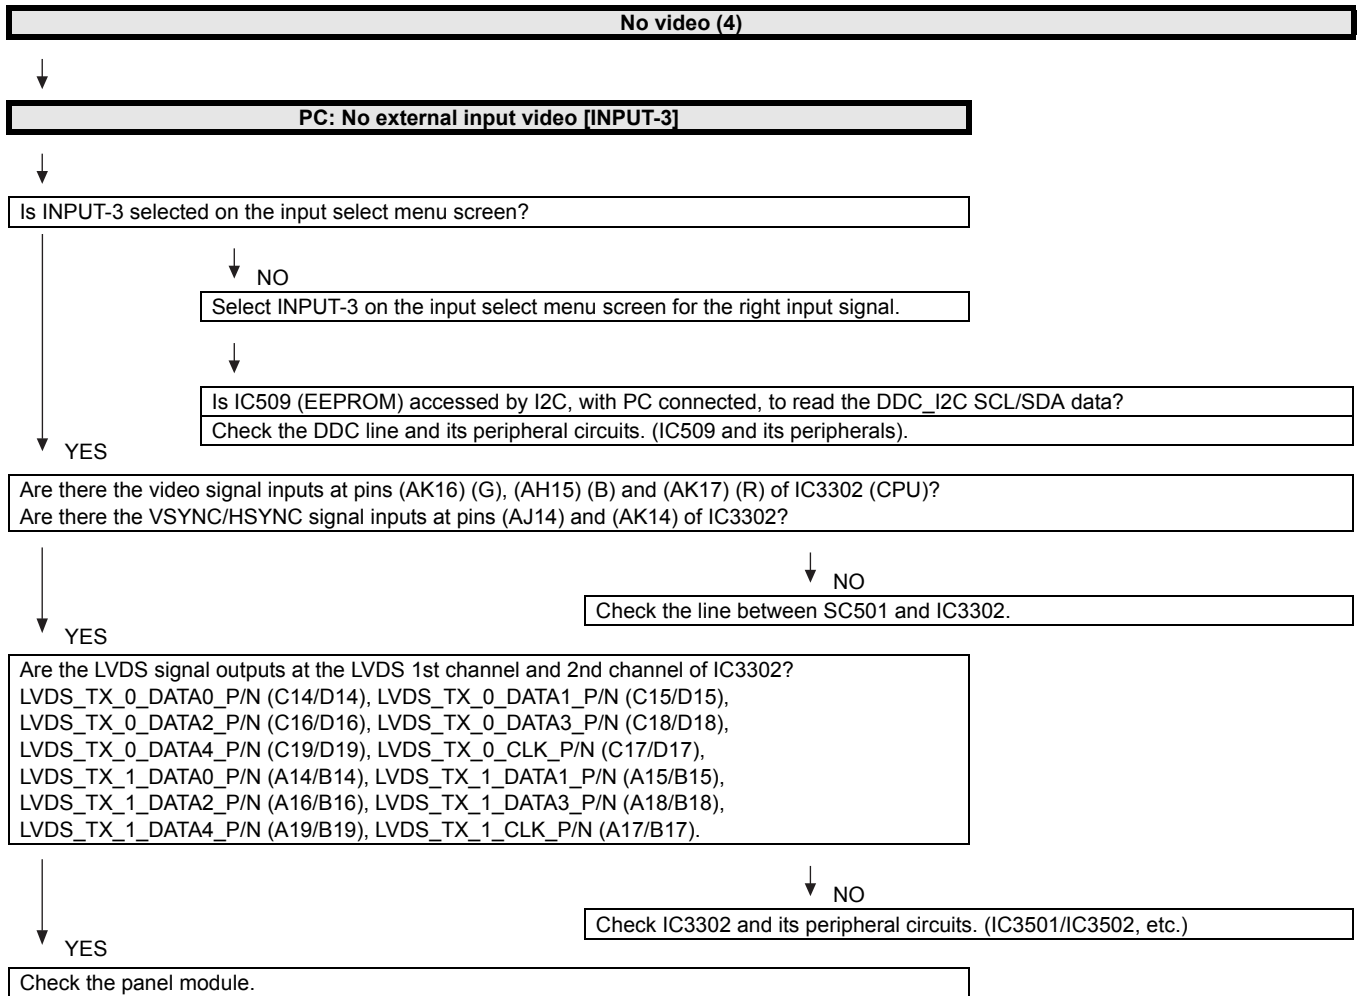 No video (4)
PC: No external input video [INPUT-3]
Is INPUT-3 selected on the input select menu screen?
NO
Select INPUT-3 on the input select menu screen for the right input signal.
Is IC509 (EEPROM) accessed by I2C, with PC connected, to read the DDC_I2C SCL/SDA data?
Check the DDC line and its peripheral circuits. (IC509 and its peripherals).
YES
Are there the video signal inputs at pins (AK16) (G), (AH15) (B) and (AK17) (R) of IC3302 (CPU)?
Are there the VSYNC/HSYNC signal inputs at pins (AJ14) and (AK14) of IC3302?
NO
Check the line between SC501 and IC3302.
YES
Are the LVDS signal outputs at the LVDS 1st channel and 2nd channel of IC3302?
LVDS_TX_0_DATA0_P/N (C14/D14), LVDS_TX_0_DATA1_P/N (C15/D15),
LVDS_TX_0_DATA2_P/N (C16/D16), LVDS_TX_0_DATA3_P/N (C18/D18),
LVDS_TX_0_DATA4_P/N (C19/D19), LVDS_TX_0_CLK_P/N (C17/D17),
LVDS_TX_1_DATA0_P/N (A14/B14), LVDS_TX_1_DATA1_P/N (A15/B15),
LVDS_TX_1_DATA2_P/N (A16/B16), LVDS_TX_1_DATA3_P/N (A18/B18),
LVDS_TX_1_DATA4_P/N (A19/B19), LVDS_TX_1_CLK_P/N (A17/B17).
NO
Check IC3302 and its peripheral circuits. (IC3501/IC3502, etc.)
YES
Check the panel module.